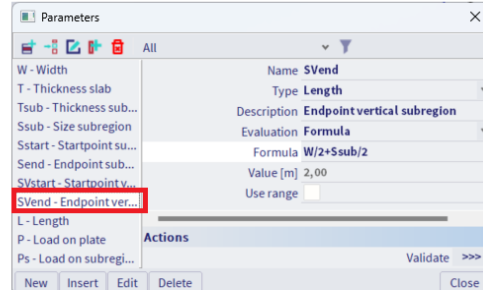 Parameters
All
W - Width
T - Thickness slab
Tsub - Thickness sub...
Ssub - Size subregion
Sstart - Startpoint su...
Send - Endpoint sub...
SVstart - Startpoint v...
SVend - Endpoint ver...
L - Length
P - Load on plate
Ps - Load on subregi...
Name SVend
Type Length
Description Endpoint vertical subregion
Evaluation Formula
Formula W/2+Ssub/2
Value [m] 2,00
Use range
Actions
Validate >>>
New Insert Edit Delete Close